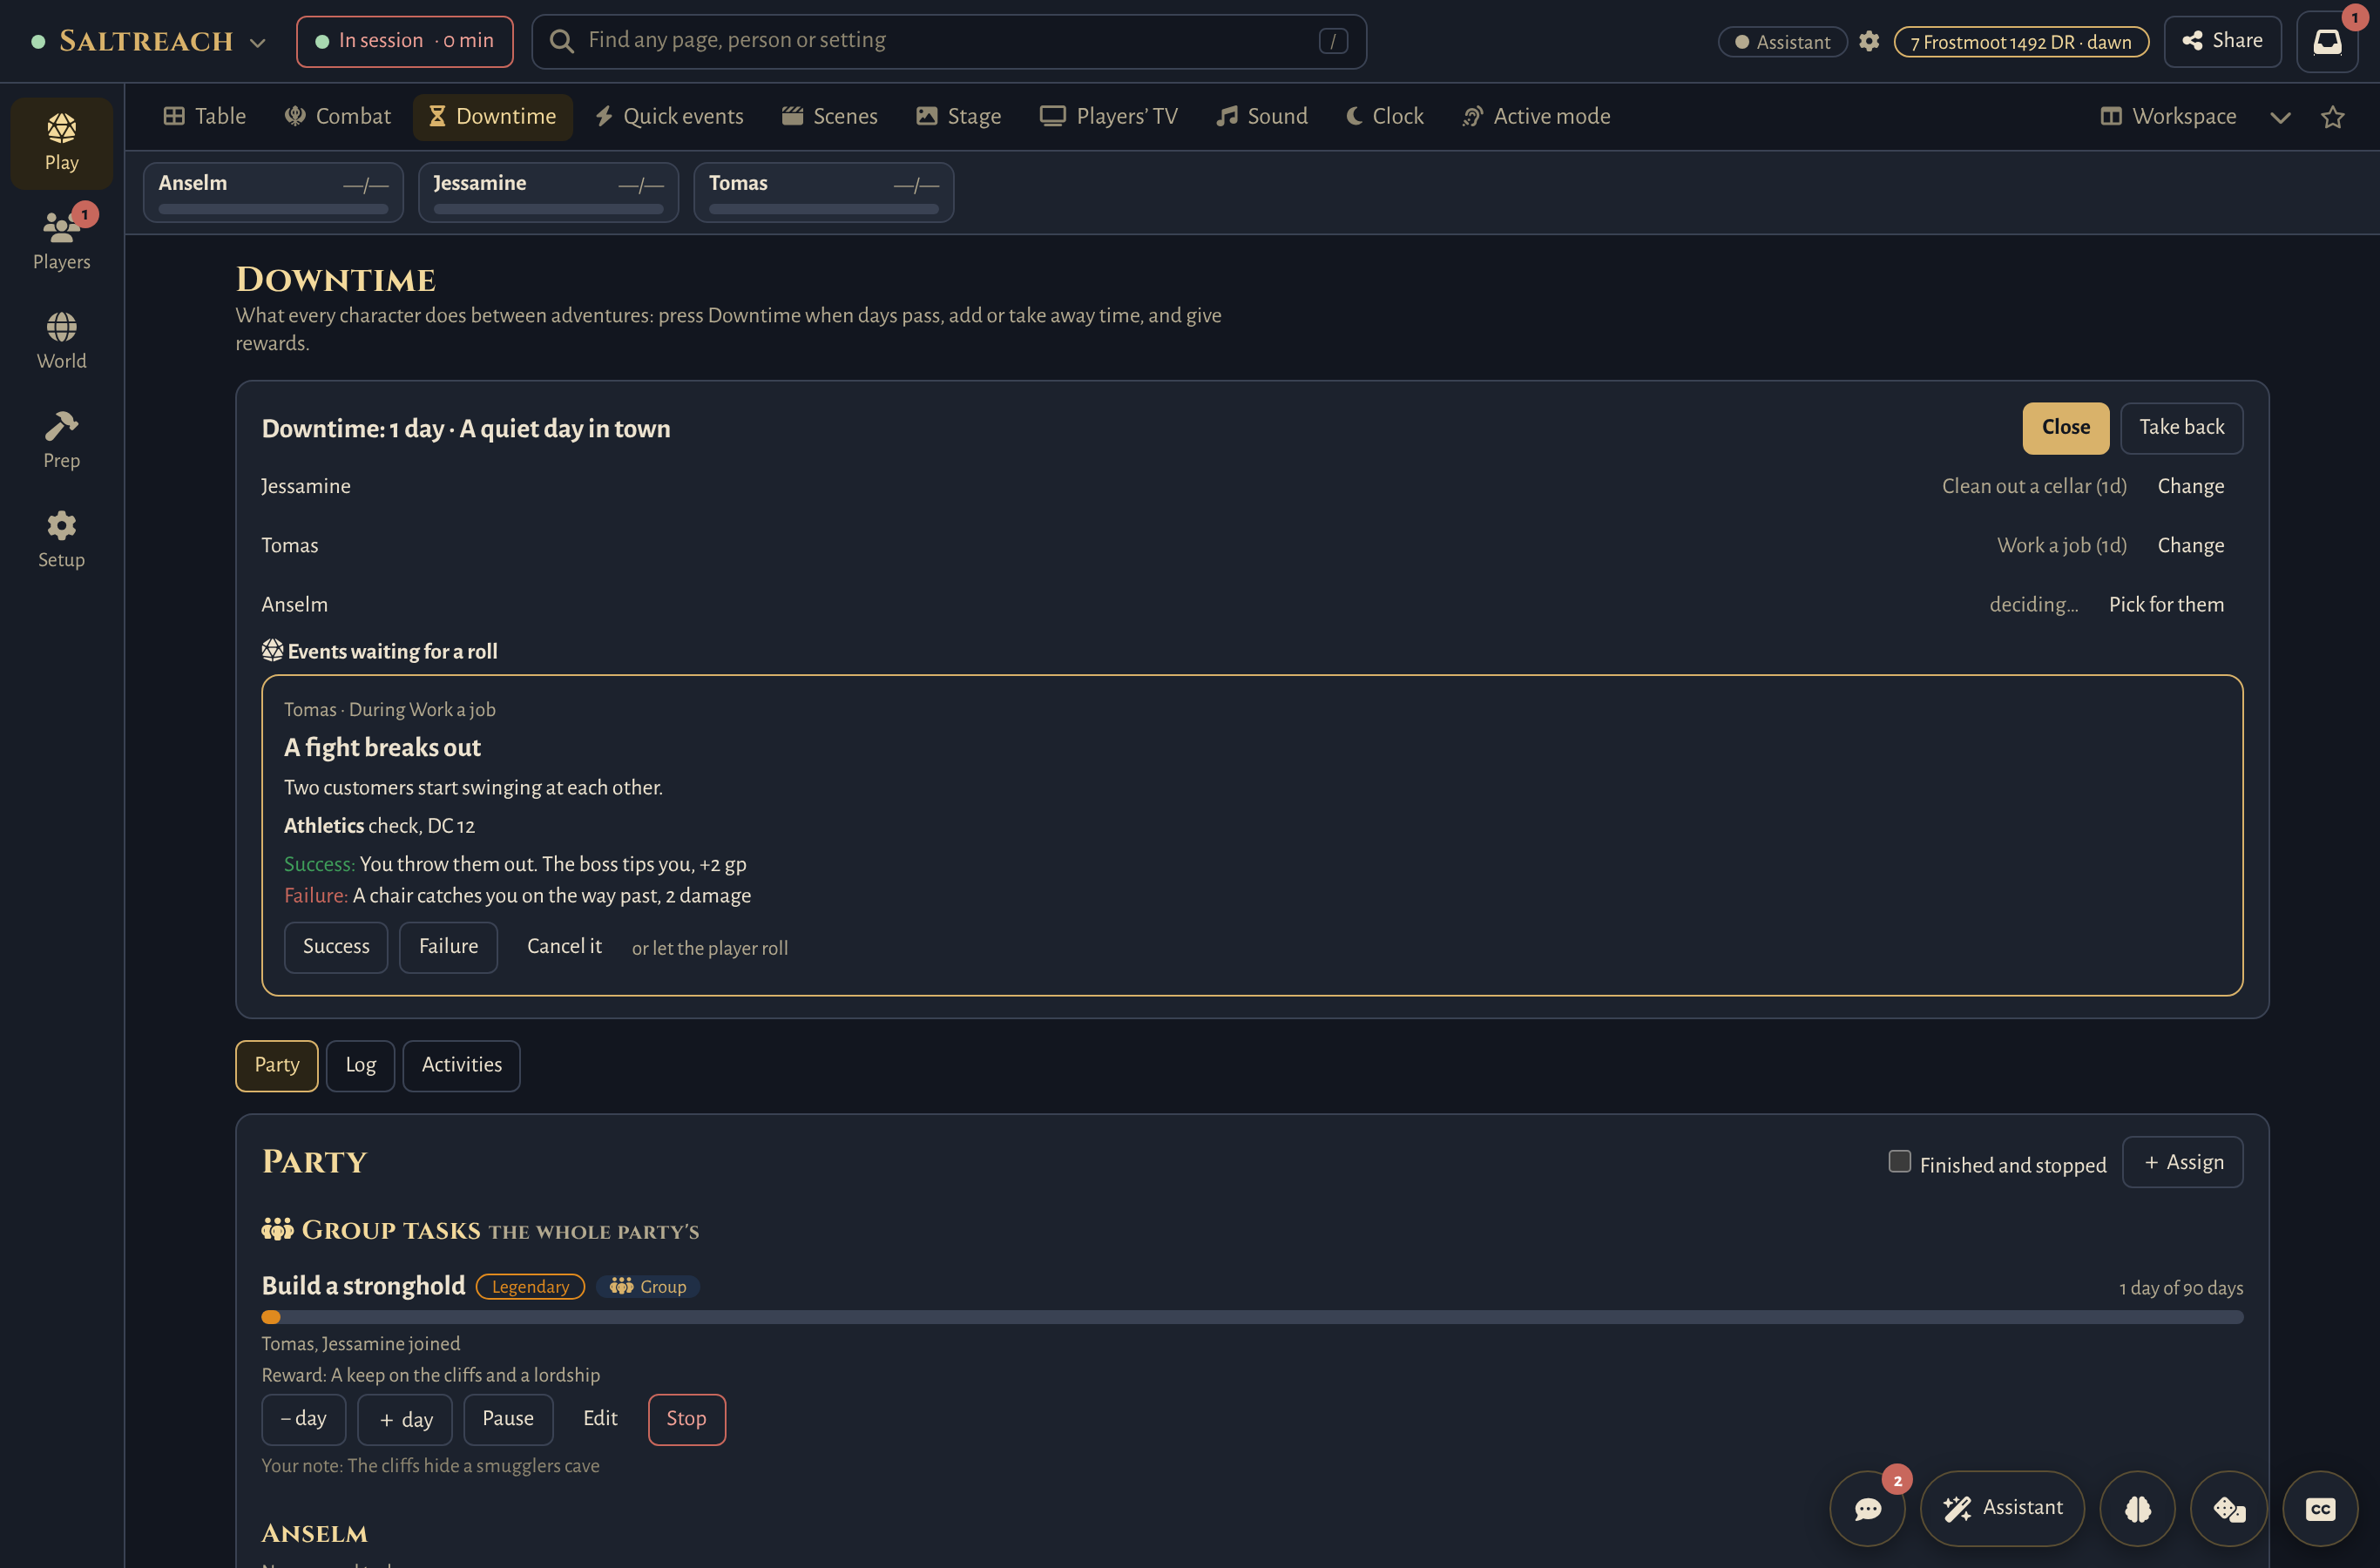 SALTREACH
In session · 0 min
Find any page, person or setting
/
Assistant
7 Frostmoot 1492 DR · dawn
Share
1
Play
1
Players
World
Prep
Setup
Table
Combat
Downtime
Quick events
Scenes
Stage
Players’ TV
Sound
Clock
Active mode
Workspace
Anselm —/—
Jessamine —/—
Tomas —/—
DOWNTIME
What every character does between adventures: press Downtime when days pass, add or take away time, and give
rewards.
Downtime: 1 day · A quiet day in town
Close
Take back
Jessamine Clean out a cellar (1d) Change
Tomas Work a job (1d) Change
Anselm deciding… Pick for them
Events waiting for a roll
Tomas · During Work a job
A fight breaks out
Two customers start swinging at each other.
Athletics check, DC 12
Success: You throw them out. The boss tips you, +2 gp
Failure: A chair catches you on the way past, 2 damage
Success
Failure
Cancel it
or let the player roll
Party
Log
Activities
PARTY
Finished and stopped
+ Assign
GROUP TASKS THE WHOLE PARTY’S
Build a stronghold Legendary Group 1 day of 90 days
Tomas, Jessamine joined
Reward: A keep on the cliffs and a lordship
− day
+ day
Pause
Edit
Stop
Your note: The cliffs hide a smugglers cave
2
Assistant
CC
ANSELM